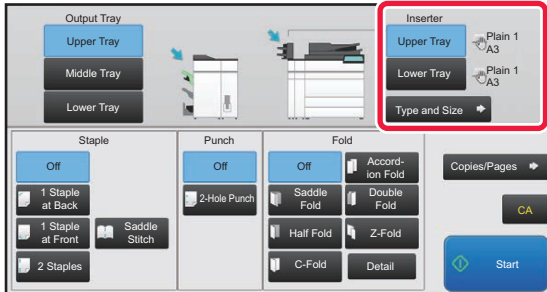 Output Tray
Upper Tray
Middle Tray
Lower Tray
Inserter
Upper Tray
Plain 1
A3
Lower Tray
Plain 1
A3
Type and Size
Staple
Off
1 Staple
at Back
1 Staple
at Front
Saddle
Stitch
2 Staples
Punch
Off
2-Hole Punch
Fold
Off
Accord-
ion Fold
Saddle
Fold
Double
Fold
Half Fold
Z-Fold
C-Fold
Detail
Copies/Pages
CA
Start